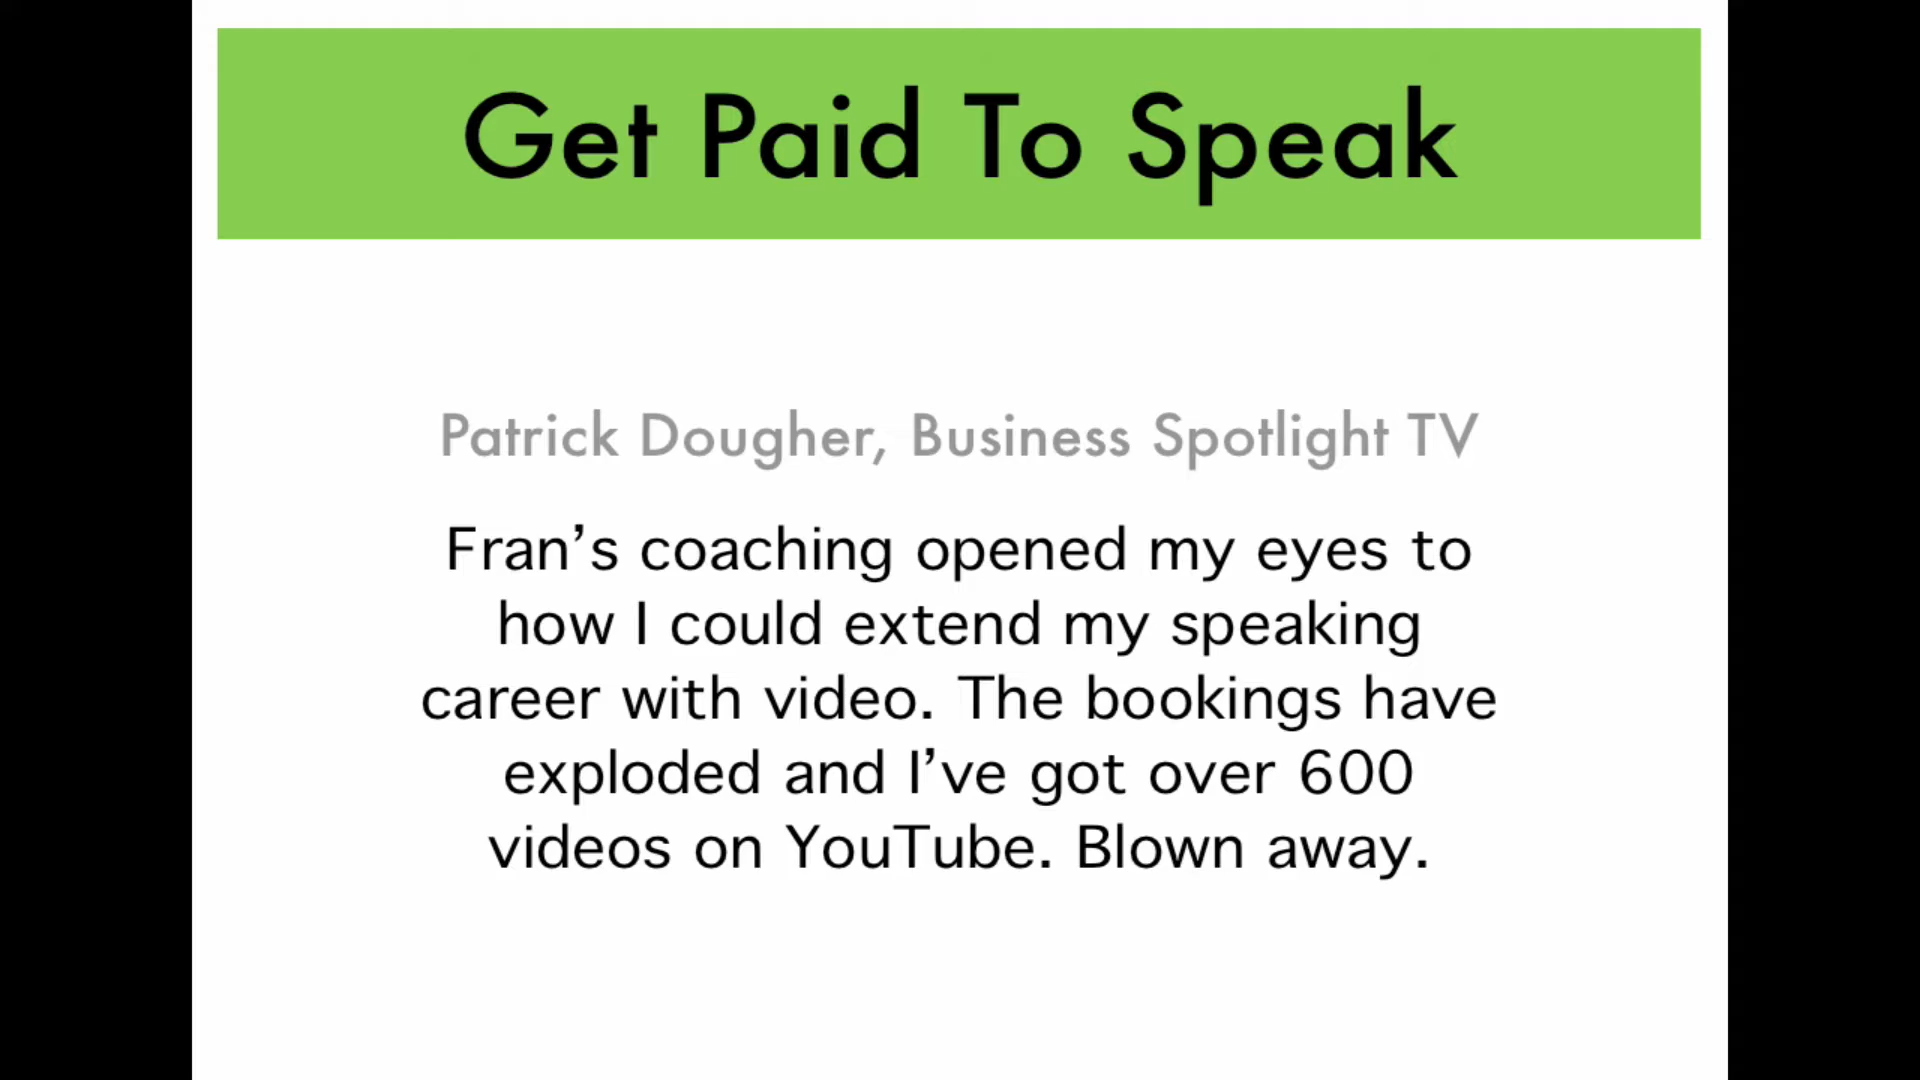 Get Paid To Speak
Patrick Dougher, Business Spotlight TV
Fran’s coaching opened my eyes to
how I could extend my speaking
career with video. The bookings have
exploded and I’ve got over 600
videos on YouTube. Blown away.